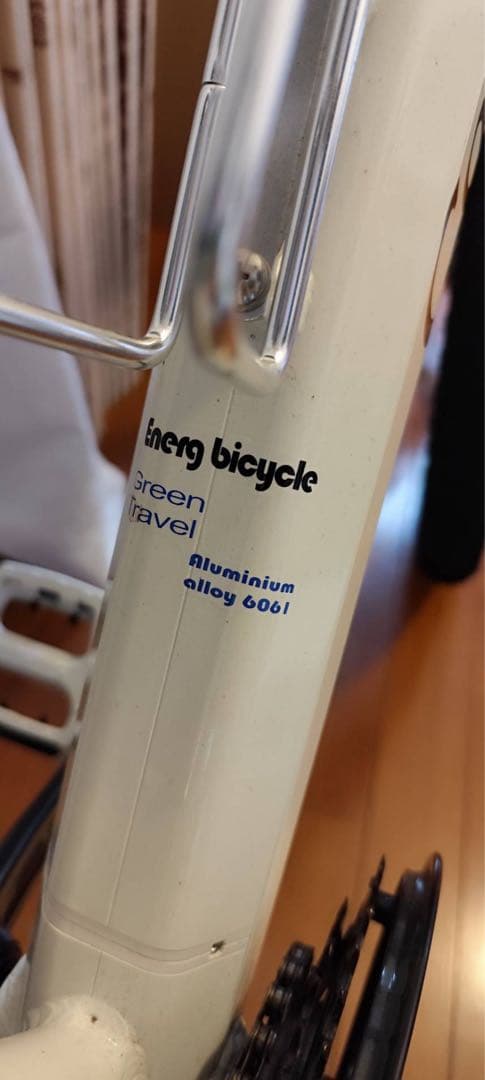 Energ bicycle
Green
Travel
Aluminium
alloy 6061